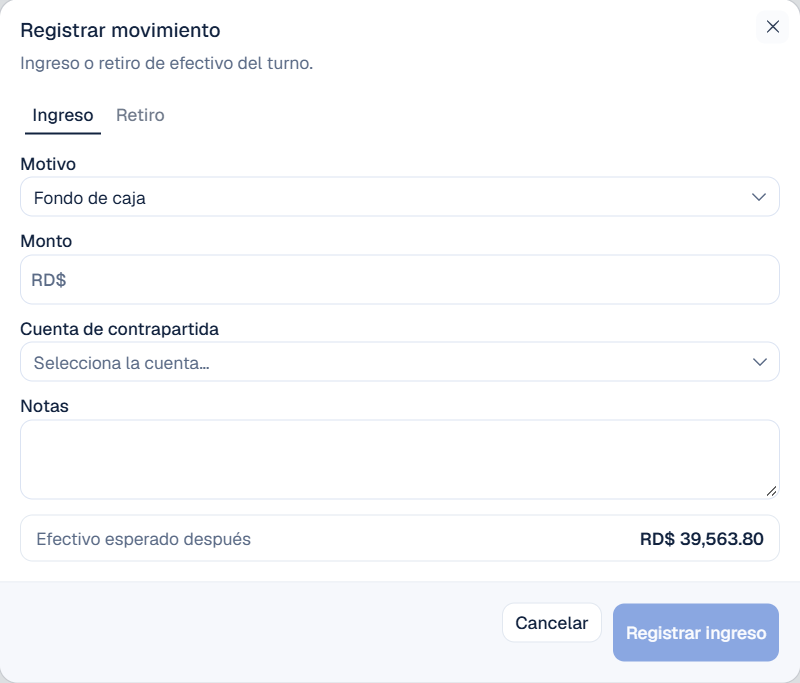 Registrar movimiento
Ingreso o retiro de efectivo del turno.
Ingreso Retiro
Motivo
Fondo de caja
Monto
RD$
Cuenta de contrapartida
Selecciona la cuenta...
Notas
Efectivo esperado después RD$ 39,563.80
Cancelar Registrar ingreso